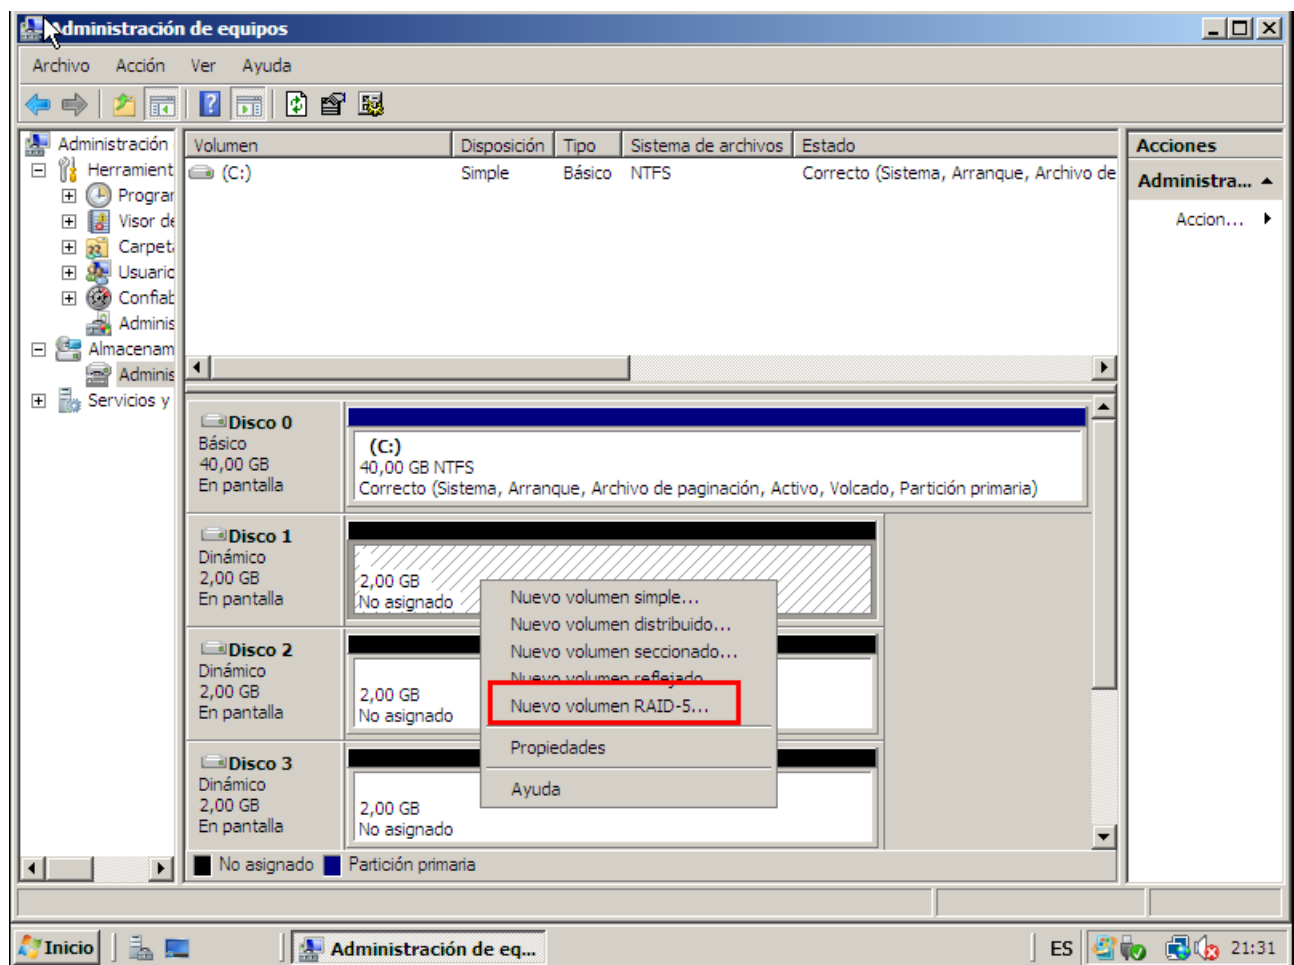 Administración de equipos
Archivo Acción Ver Ayuda
Administración
Herramient
Program
Visor de
Carpet
Usuario
Confiab
Adminis
Almacenam
Adminis
Servicios y
Volumen Disposición Tipo Sistema de archivos Estado
(C:) Simple Básico NTFS Correcto (Sistema, Arranque, Archivo de
Acciones
Administra...
Accion...
Disco 0
Básico
40,00 GB
En pantalla
(C:)
40,00 GB NTFS
Correcto (Sistema, Arranque, Archivo de paginación, Activo, Volcado, Partición primaria)
Disco 1
Dinámico
2,00 GB
En pantalla
2,00 GB
No asignado
Disco 2
Dinámico
2,00 GB
En pantalla
2,00 GB
No asignado
Disco 3
Dinámico
2,00 GB
En pantalla
2,00 GB
No asignado
Nuevo volumen simple...
Nuevo volumen distribuido...
Nuevo volumen seccionado...
Nuevo volumen reflejado...
Nuevo volumen RAID-5...
Propiedades
Ayuda
No asignado Partición primaria
Inicio Administración de eq... ES 21:31